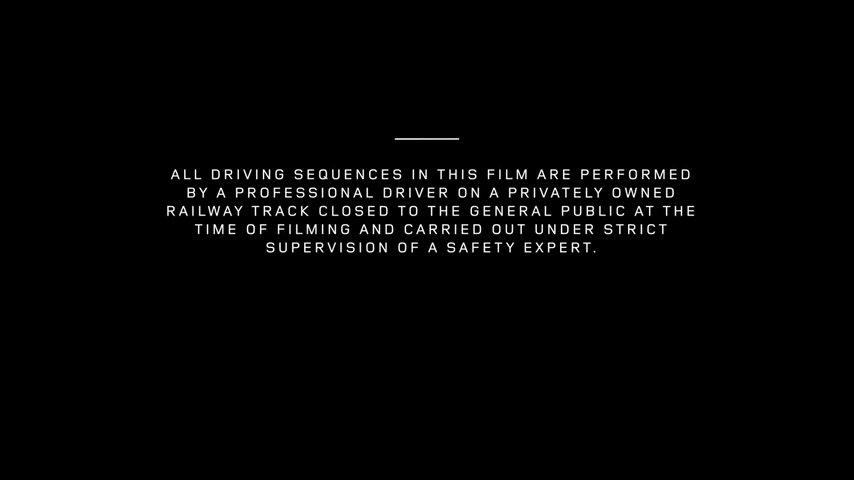 ALL DRIVING SEQUENCES IN THIS FILM ARE PERFORMED
BY A PROFESSIONAL DRIVER ON A PRIVATELY OWNED
RAILWAY TRACK CLOSED TO THE GENERAL PUBLIC AT THE
TIME OF FILMING AND CARRIED OUT UNDER STRICT
SUPERVISION OF A SAFETY EXPERT.